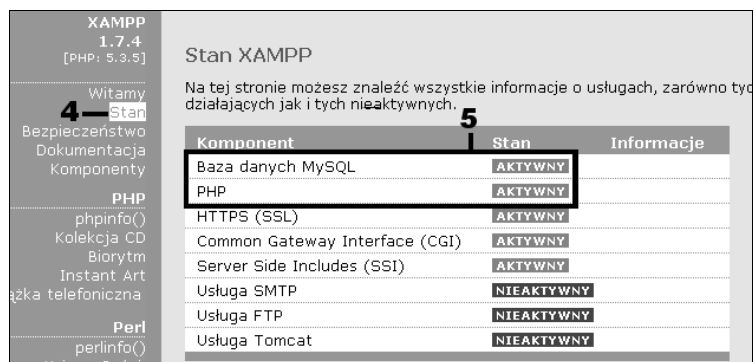 XAMPP
1.7.4
[PHP: 5.3.5]
Witamy
4
Stan
Bezpieczeństwo
Dokumentacja
Komponenty
PHP
phpinfo()
Kolekcja CD
Biorytm
Instant Art
ążka telefoniczna
Perl
perlinfo()
Stan XAMPP
Na tej stronie możesz znaleźć wszystkie informacje o usługach, zarówno tyc
działających jak i tych nieaktywnych.
5
Komponent Stan Informacje
Baza danych MySQL AKTYWNY
PHP AKTYWNY
HTTPS (SSL) AKTYWNY
Common Gateway Interface (CGI) AKTYWNY
Server Side Includes (SSI) AKTYWNY
Usługa SMTP NIEAKTYWNY
Usługa FTP NIEAKTYWNY
Usługa Tomcat NIEAKTYWNY